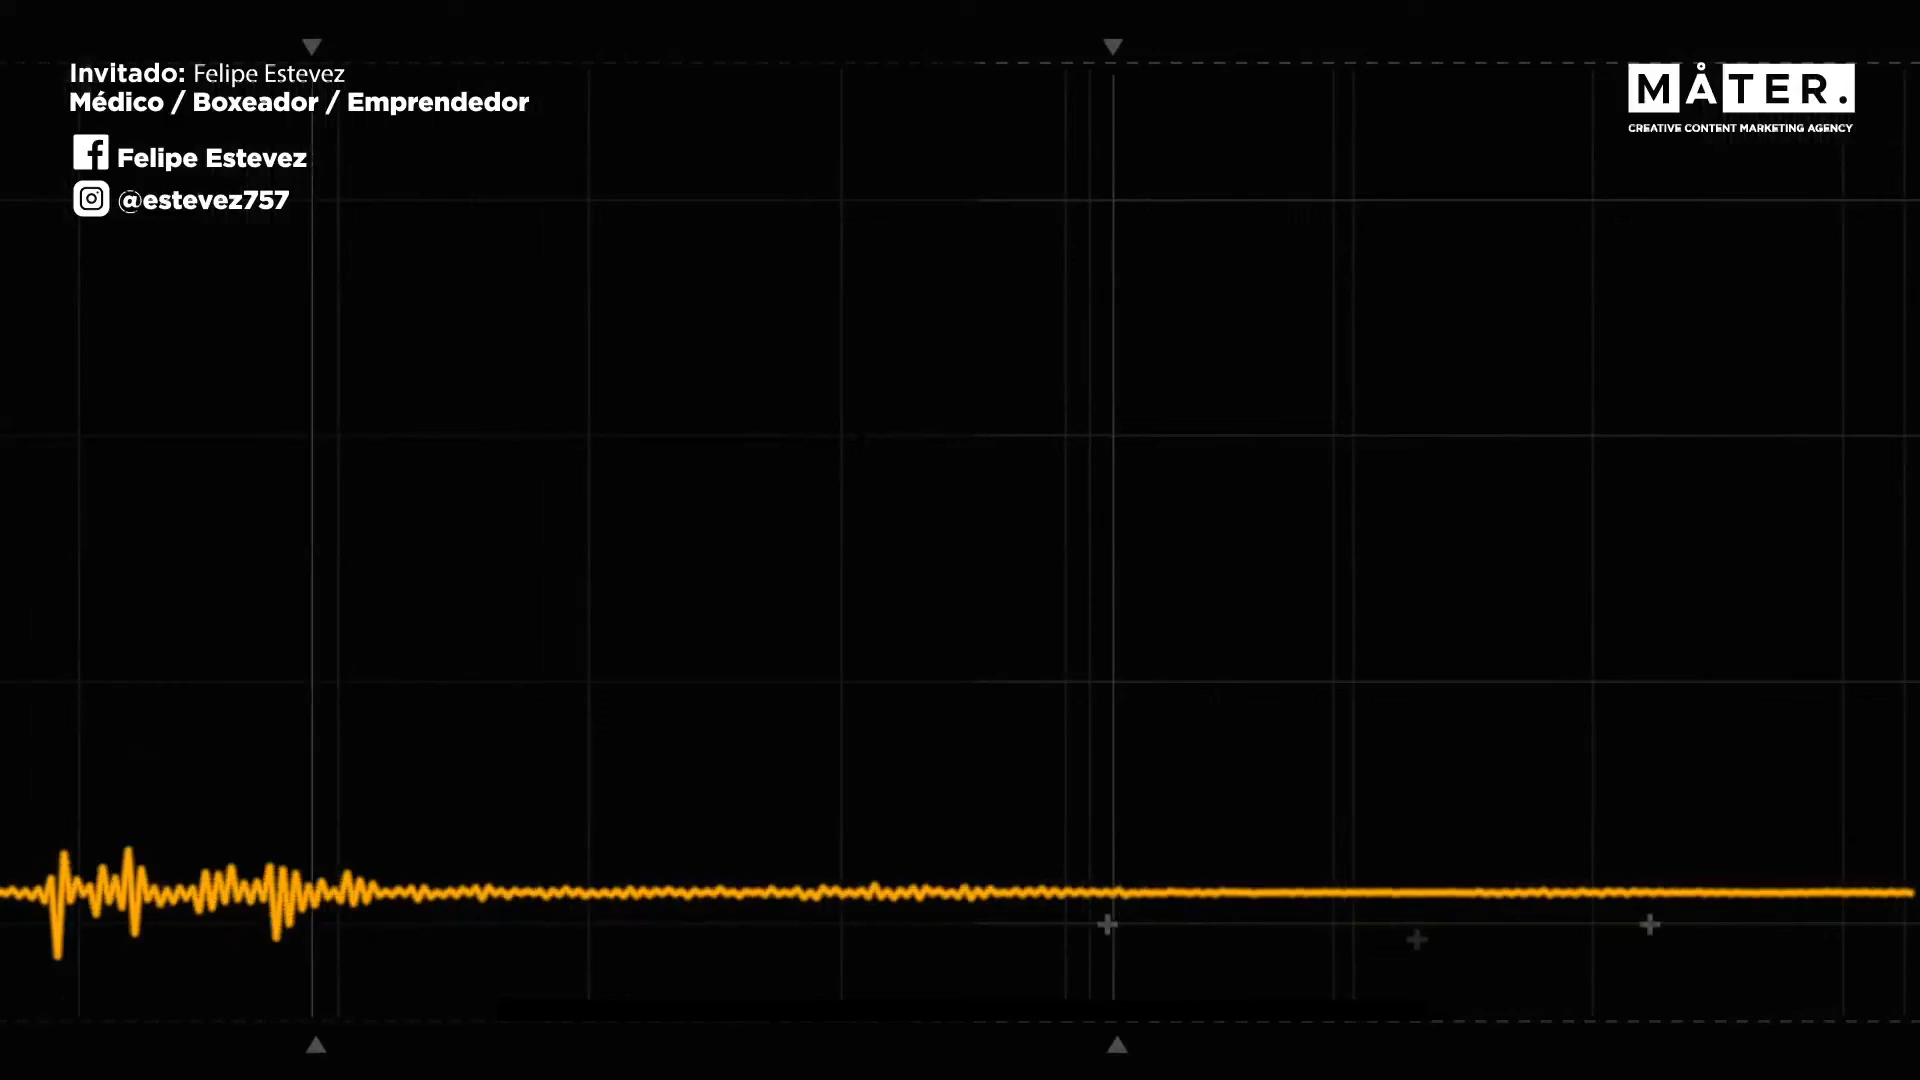 Invitado: Felipe Estevez
Médico / Boxeador / Emprendedor
Felipe Estevez
@estevez757
MÅTER.
CREATIVE CONTENT MARKETING AGENCY